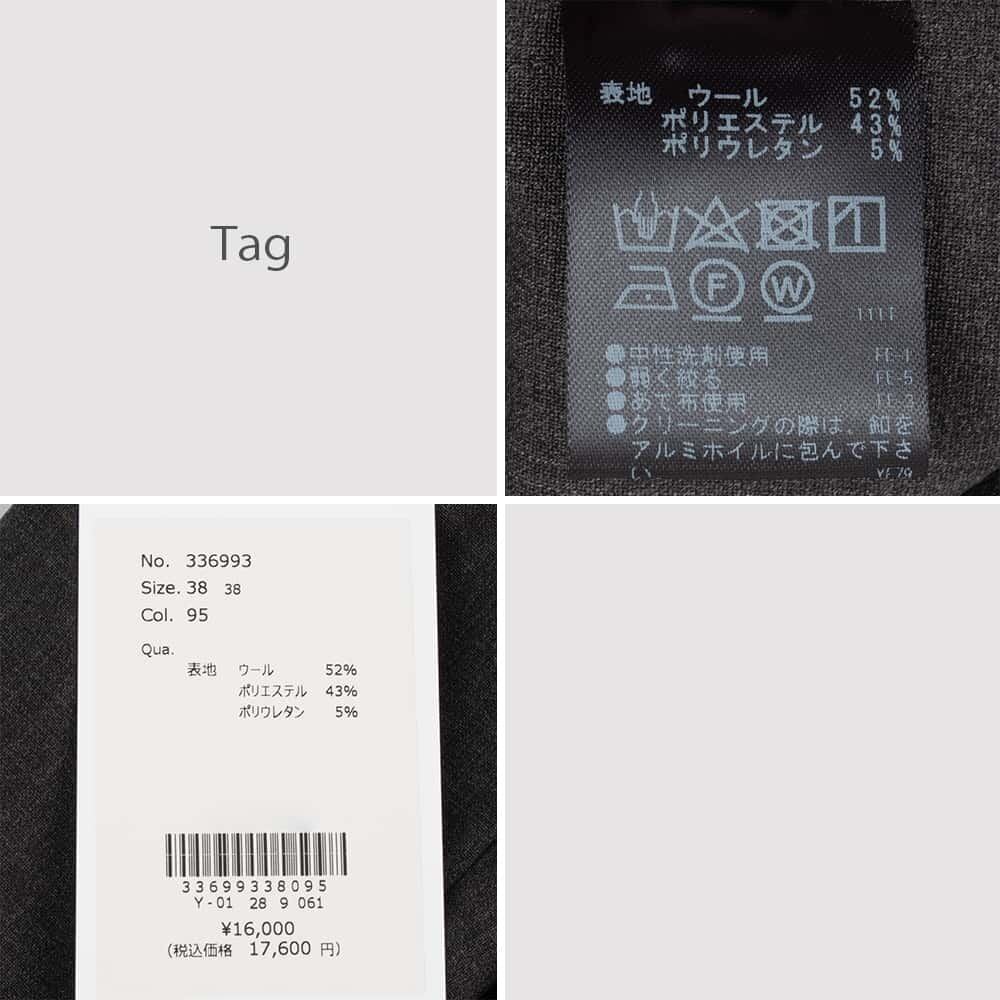 Tag
表地 ウール 52%
ポリエステル 43%
ポリウレタン 5%
F W
1111
●中性洗剤使用 FE-1
●弱く絞る FE-5
●あて布使用
●クリーニングの際は、釦を
アルミホイルに包んで下さ
い
No. 336993
Size. 38 38
Col. 95
Qua.
表地 ウール 52%
ポリエステル 43%
ポリウレタン 5%
33699338095
Y-01 28 9 061
¥16,000
(税込価格 17,600 円)